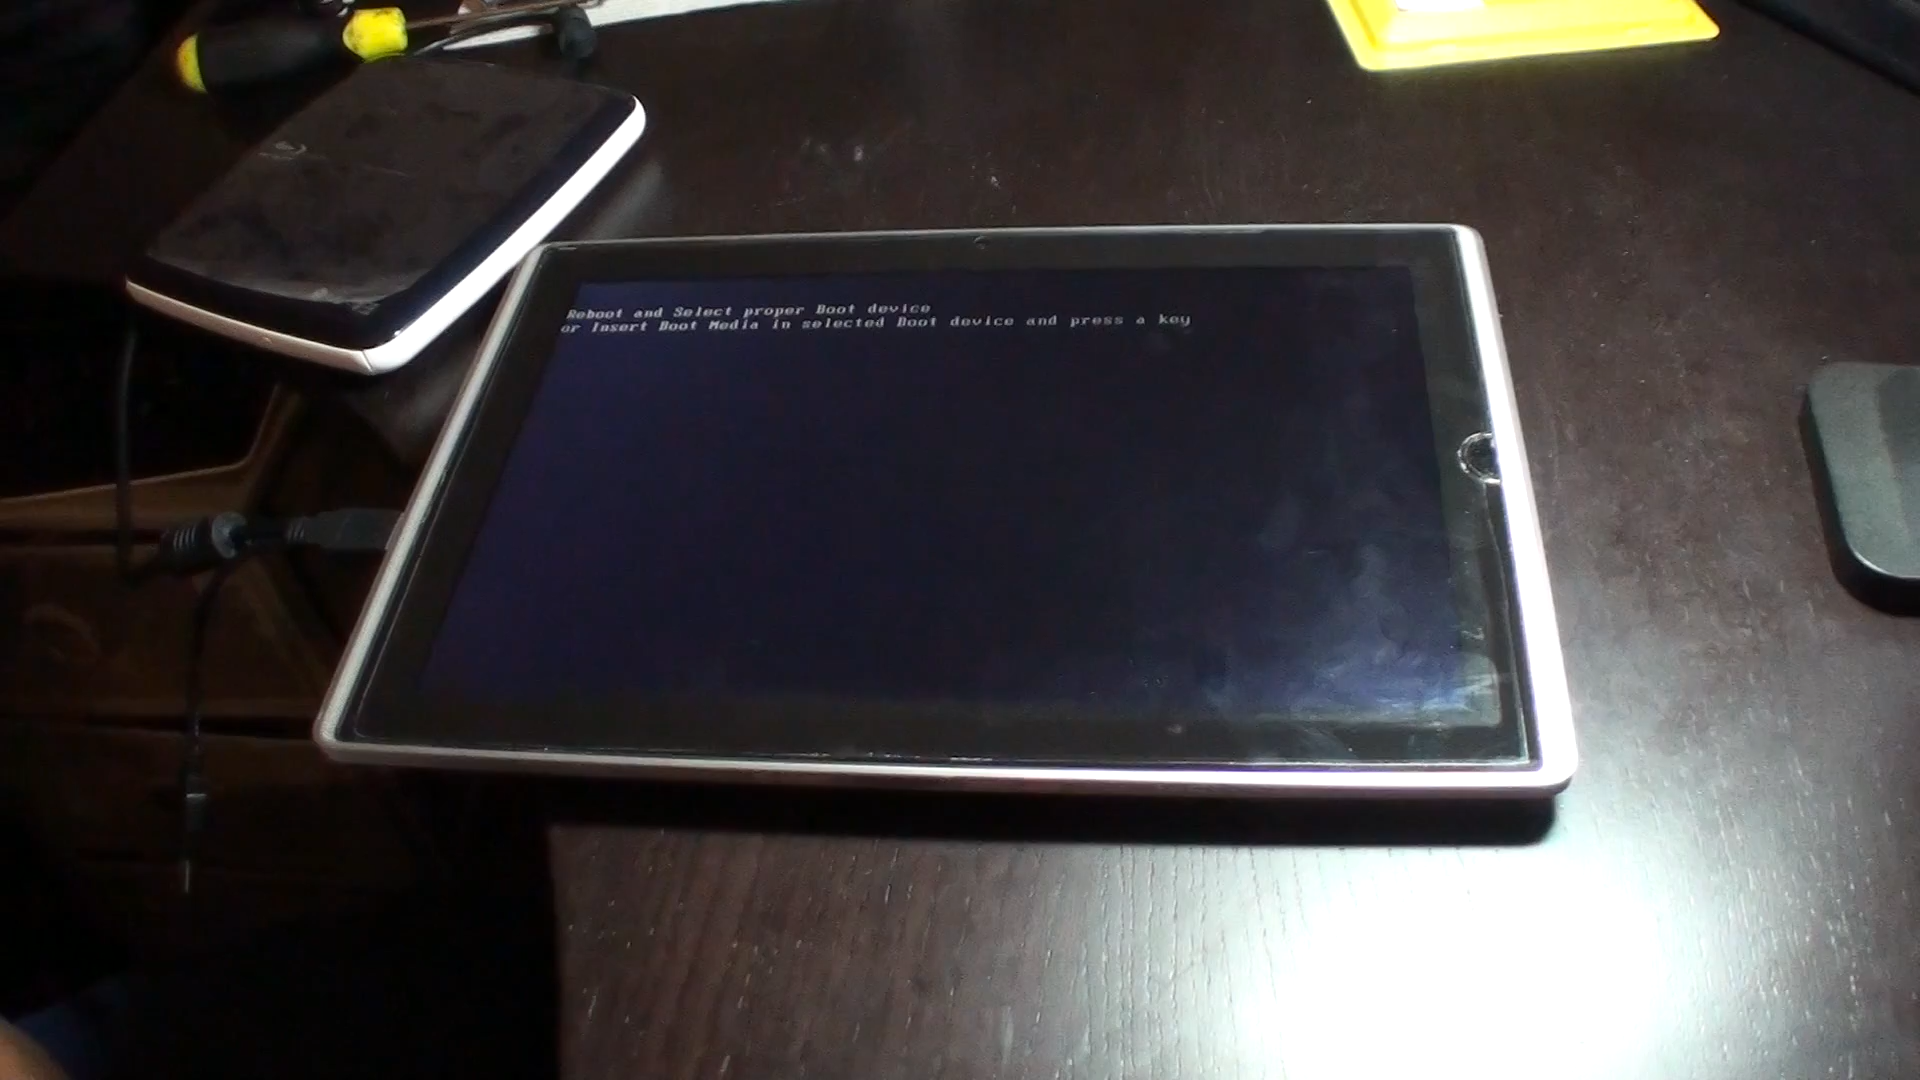 Reboot and Select proper Boot device
or Insert Boot Media in selected Boot device and press a key